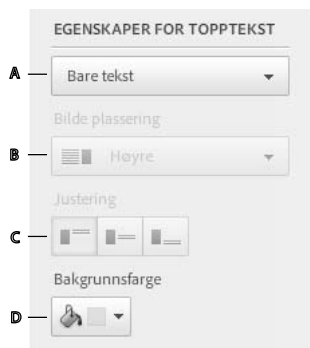 EGENSKAPER FOR TOPPTEKST
A
Bare tekst
Bilde plassering
B
Høyre
Justering
C
Bakgrunnsfarge
D